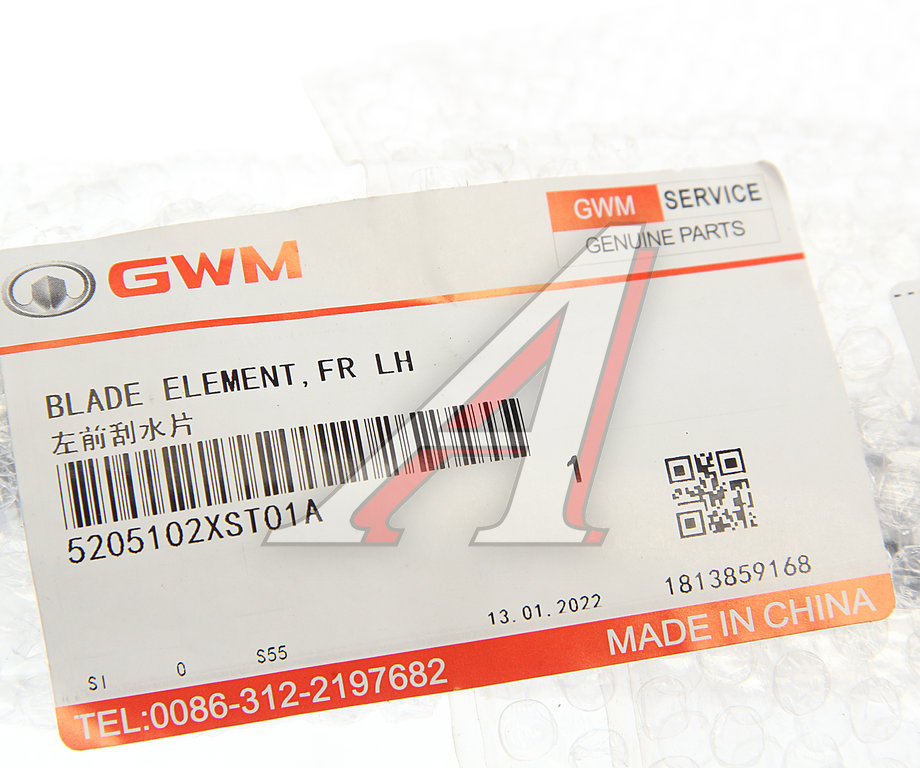 GWM
GWM SERVICE
GENUINE PARTS
BLADE ELEMENT,FR LH
左前刮水片
5205102XST01A
1
1813859168
13.01.2022
SI 0 S55
TEL:0086-312-2197682
MADE IN CHINA